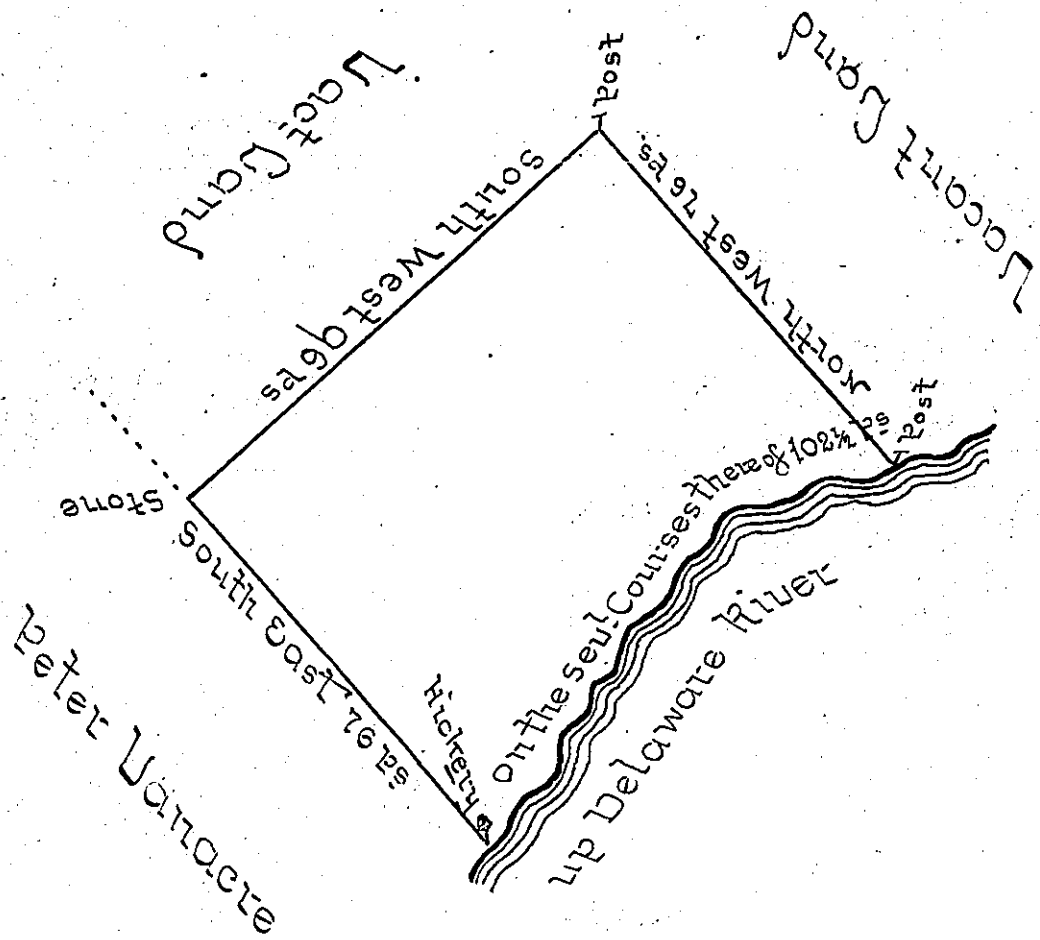 Vac.t Land
Post
Vacant Land
South West 96 Ps
North West 76 Ps.
Post
Stone
South East 76 Ps
Hickery
On the Sev.l Courses thereof 102½ Ps
up Delaware River
Peter Vanacre